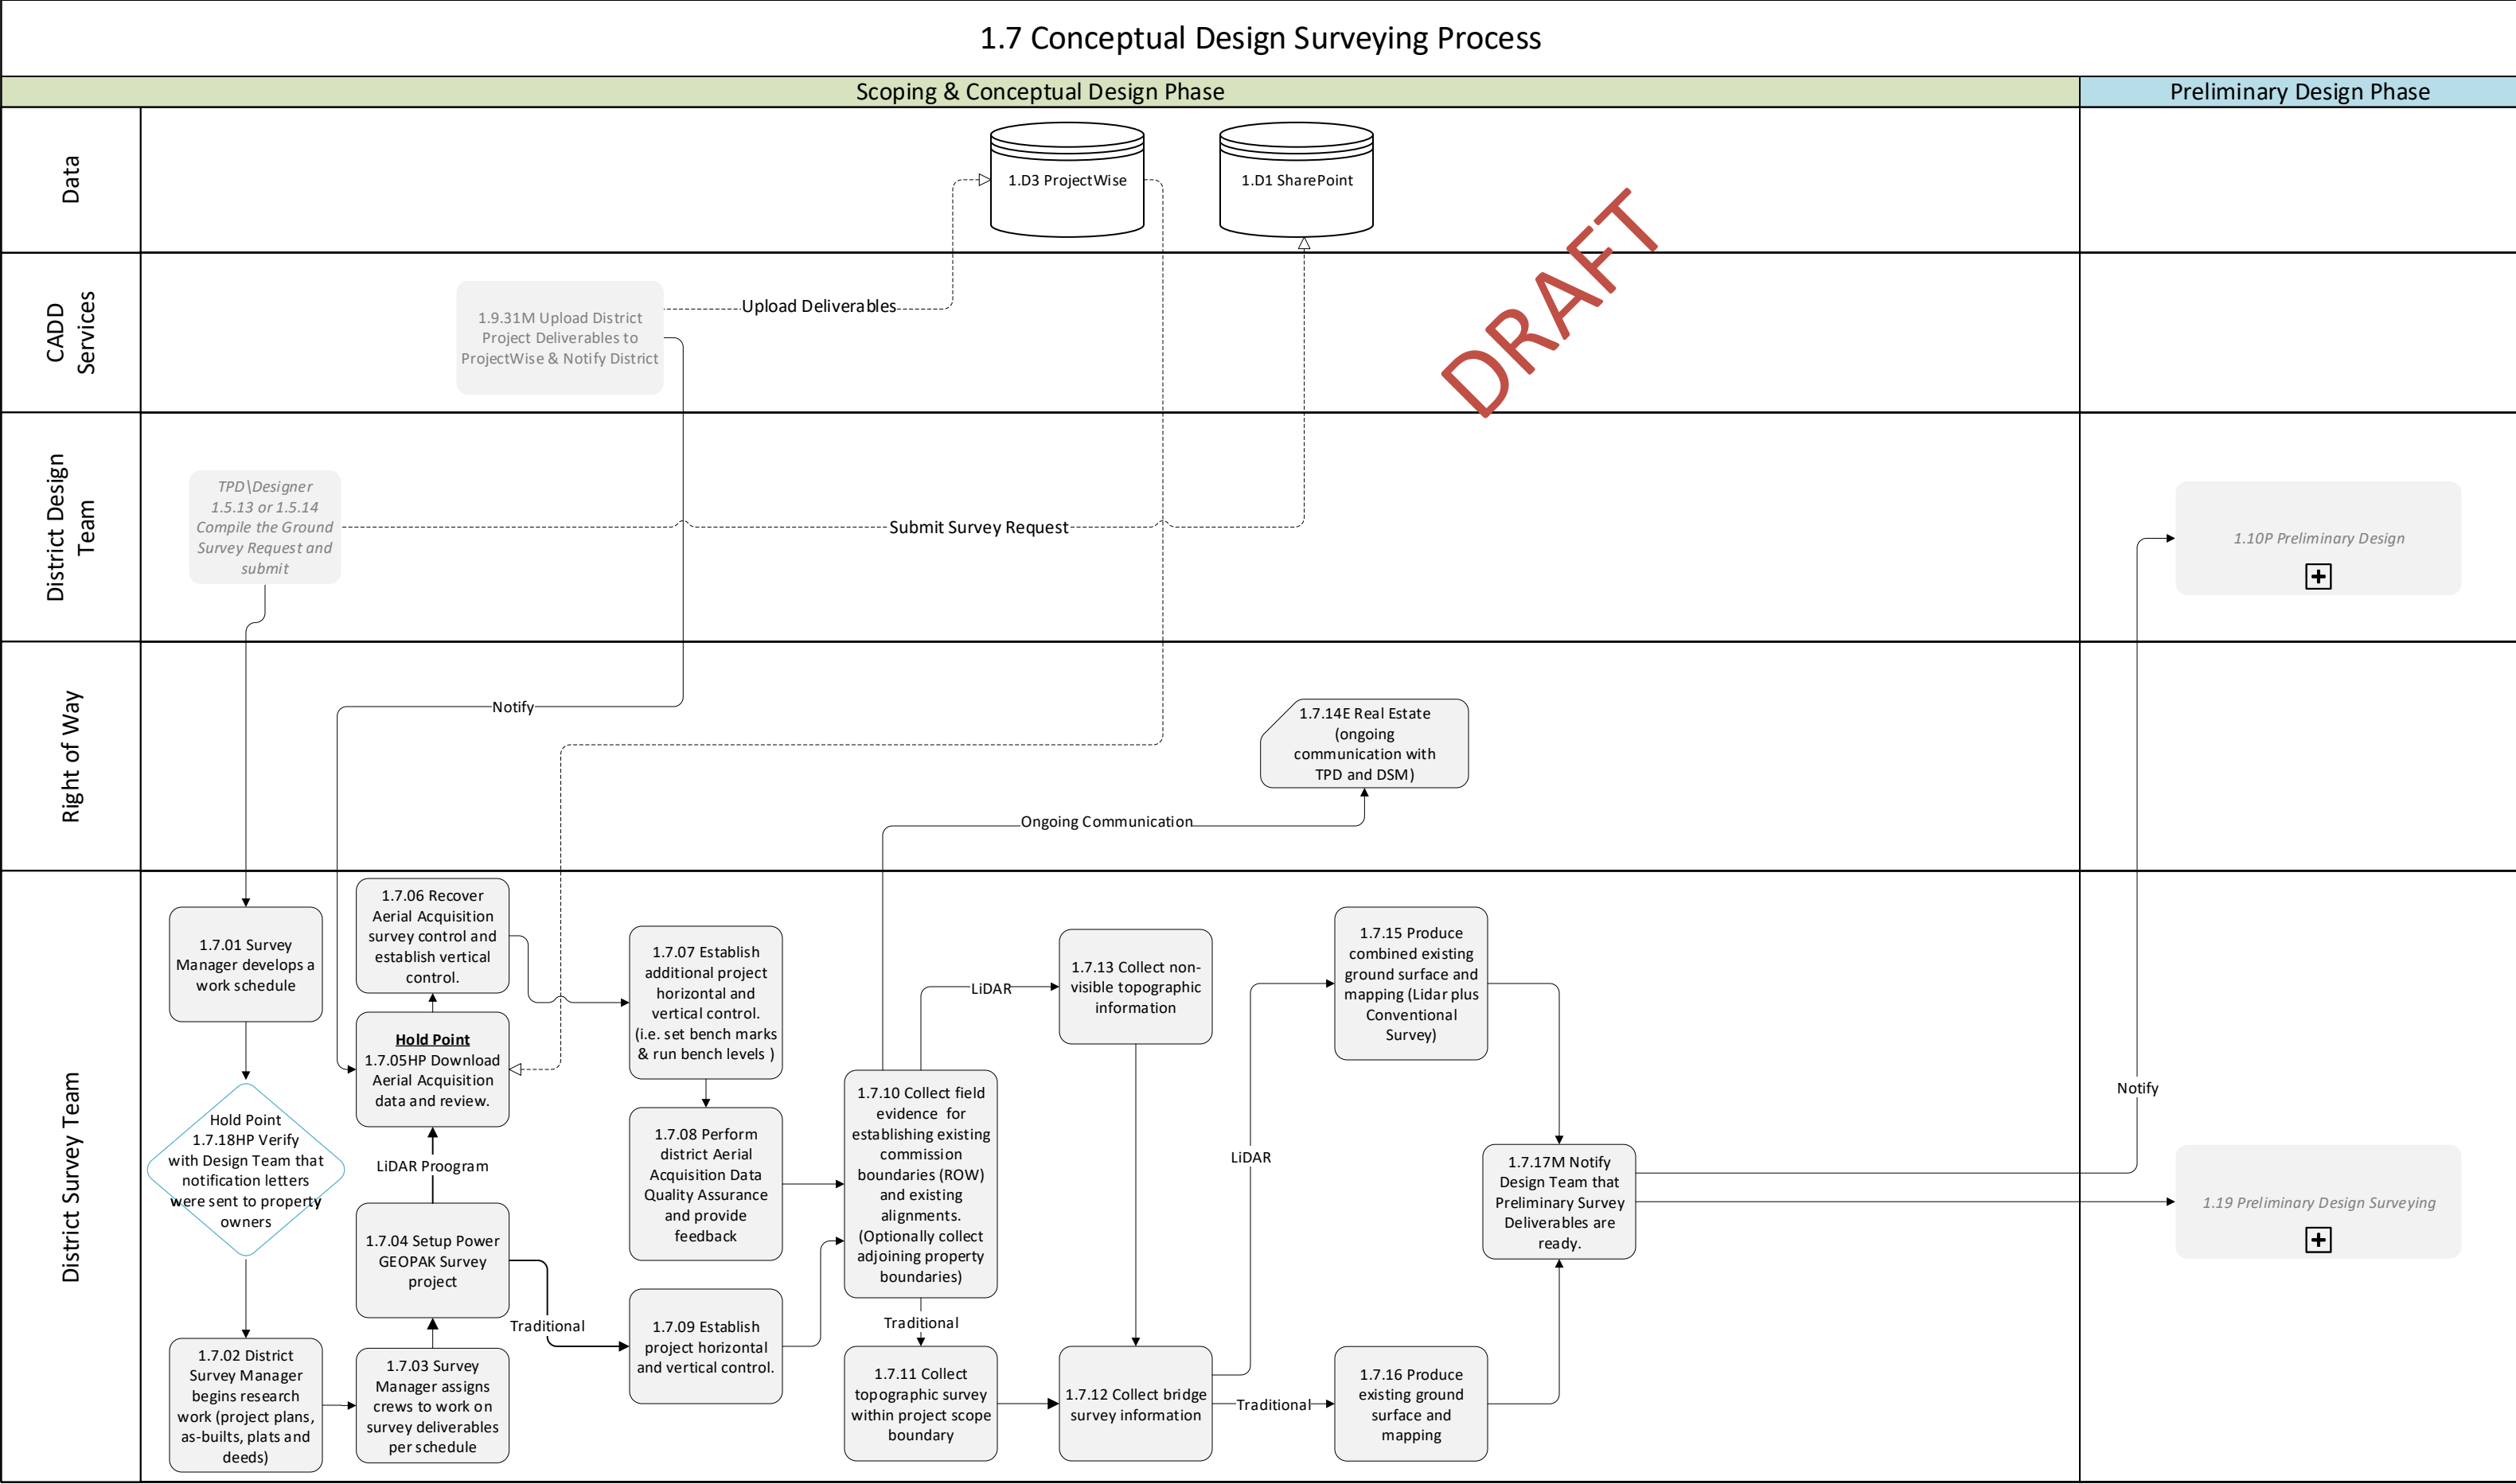 1.7 Conceptual Design Surveying Process
Scoping & Conceptual Design Phase
Preliminary Design Phase
Data
1.D3 ProjectWise
1.D1 SharePoint
DRAFT
CADD
Services
1.9.31M Upload District
Project Deliverables to
ProjectWise & Notify District
Upload Deliverables
District Design
Team
TPD\Designer
1.5.13 or 1.5.14
Compile the Ground
Survey Request and
submit
Submit Survey Request
1.10P Preliminary Design
Right of Way
Notify
1.7.14E Real Estate
(ongoing
communication with
TPD and DSM)
Ongoing Communication
District Survey Team
1.7.01 Survey
Manager develops a
work schedule
Hold Point
1.7.18HP Verify
with Design Team that
notification letters
were sent to property
owners
1.7.02 District
Survey Manager
begins research
work (project plans,
as-builts, plats and
deeds)
1.7.06 Recover
Aerial Acquisition
survey control and
establish vertical
control.
Hold Point
1.7.05HP Download
Aerial Acquisition
data and review.
LiDAR Proogram
1.7.04 Setup Power
GEOPAK Survey
project
1.7.03 Survey
Manager assigns
crews to work on
survey deliverables
per schedule
Traditional
1.7.07 Establish
additional project
horizontal and
vertical control.
(i.e. set bench marks
& run bench levels )
1.7.08 Perform
district Aerial
Acquisition Data
Quality Assurance
and provide
feedback
1.7.09 Establish
project horizontal
and vertical control.
1.7.10 Collect field
evidence for
establishing existing
commission
boundaries (ROW)
and existing
alignments.
(Optionally collect
adjoining property
boundaries)
LiDAR
Traditional
1.7.11 Collect
topographic survey
within project scope
boundary
1.7.13 Collect non-
visible topographic
information
1.7.12 Collect bridge
survey information
LiDAR
Traditional
1.7.15 Produce
combined existing
ground surface and
mapping (Lidar plus
Conventional
Survey)
1.7.16 Produce
existing ground
surface and
mapping
1.7.17M Notify
Design Team that
Preliminary Survey
Deliverables are
ready.
Notify
1.19 Preliminary Design Surveying